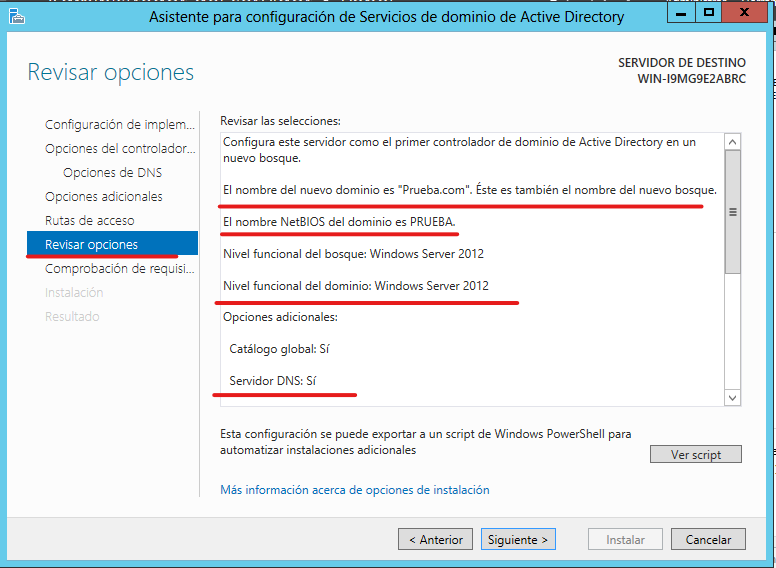 Asistente para configuración de Servicios de dominio de Active Directory
Revisar opciones
SERVIDOR DE DESTINO
WIN-I9MG9E2ABRC
Configuración de implem...
Opciones del controlador...
Opciones de DNS
Opciones adicionales
Rutas de acceso
Revisar opciones
Comprobación de requisi...
Instalación
Resultado
Revisar las selecciones:
Configura este servidor como el primer controlador de dominio de Active Directory en un
nuevo bosque.
El nombre del nuevo dominio es "Prueba.com". Éste es también el nombre del nuevo bosque.
El nombre NetBIOS del dominio es PRUEBA.
Nivel funcional del bosque: Windows Server 2012
Nivel funcional del dominio: Windows Server 2012
Opciones adicionales:
Catálogo global: Sí
Servidor DNS: Sí
Esta configuración se puede exportar a un script de Windows PowerShell para
automatizar instalaciones adicionales
Ver script
Más información acerca de opciones de instalación
< Anterior
Siguiente >
Instalar
Cancelar